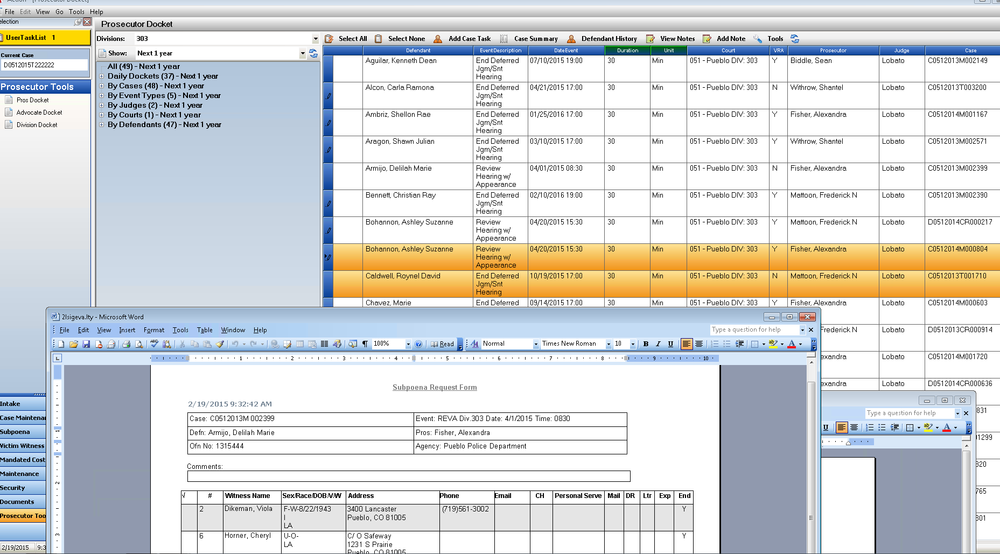 Action - [Prosecutor Docket]
File Edit View Go Tools Help
election
UserTaskList 1
Current Case
D0512015T222222
Prosecutor Tools
Pros Docket
Advocate Docket
Division Docket
Intake
Case Maintenan
Subpoena
Victim Witness
Mandated Cost
Maintenance
Security
Documents
Prosecutor Too
2/19/2015 9:3
Prosecutor Docket
Divisions: 303
Show: Next 1 year
All (49) - Next 1 year
Daily Dockets (37) - Next 1 year
By Cases (48) - Next 1 year
By Event Types (5) - Next 1 year
By Judges (2) - Next 1 year
By Courts (1) - Next 1 year
By Defendants (47) - Next 1 year
Select All Select None Add Case Task Case Summary Defendant History View Notes Add Note Tools
Defendant EventDescription DateEvent Duration Unit Court VRA Prosecutor Judge Case
Aguilar, Kenneth Dean End Deferred 07/10/2015 19:00 30 Min 051 - Pueblo DIV: 303 Y Biddle, Sean Lobato C0512013M002149
Jgm/Snt
Hearing
Alcon, Carla Ramona End Deferred 04/21/2015 17:00 30 Min 051 - Pueblo DIV: 303 N Withrow, Shantel Lobato C0512013T003200
Jgm/Snt
Hearing
Ambriz, Shellon Rae End Deferred 01/25/2016 17:00 30 Min 051 - Pueblo DIV: 303 Y Fisher, Alexandra Lobato C0512014M001167
Jgm/Snt
Hearing
Aragon, Shawn Julian End Deferred 03/10/2015 17:00 30 Min 051 - Pueblo DIV: 303 Y Withrow, Shantel Lobato C0512013M002571
Jgm/Snt
Hearing
Armijo, Delilah Marie Review 04/01/2015 08:30 30 Min 051 - Pueblo DIV: 303 N Fisher, Alexandra Lobato C0512013M002399
Hearing w/
Appearance
Bennett, Christian Ray End Deferred 02/10/2016 19:00 30 Min 051 - Pueblo DIV: 303 Y Mattoon, Frederick N Lobato C0512013M002390
Jgm/Snt
Hearing
Bohannon, Ashley Suzanne Review 04/20/2015 15:30 30 Min 051 - Pueblo DIV: 303 Y Mattoon, Frederick N Lobato D0512014CR000217
Hearing w/
Appearance
Bohannon, Ashley Suzanne Review 04/20/2015 15:30 30 Min 051 - Pueblo DIV: 303 Y Fisher, Alexandra Lobato C0512014M000804
Hearing w/
Appearance
Caldwell, Roynel David End Deferred 10/19/2015 17:00 30 Min 051 - Pueblo DIV: 303 N Mattoon, Frederick N Lobato C0512013T001710
Jgm/Snt
Hearing
Chavez, Marie End Deferred 09/14/2015 17:00 30 Min 051 - Pueblo DIV: 303 Y Fisher, Alexandra Lobato C0512014M000603
Frederick N Lobato D0512013CR000914
exandra Lobato C0512014M001720
exandra Lobato D0512014CR000636
831
1299
820
765
801
2lsigeva.lty - Microsoft Word
File Edit View Insert Format Tools Table Window Help
Type a question for help
100% Read Normal Times New Roman 10 B I U
1 2 3 4 5 6 7 8 9 10
Subpoena Request Form
2/19/2015 9:32:42 AM
Case: C0512013M 002399 Event: REVA Div.303 Date: 4/1/2015 Time: 0830
Defn: Armijo, Delilah Marie Pros: Fisher, Alexandra
Ofn No: 1315444 Agency: Pueblo Police Department
Comments:
√ # Witness Name Sex/Race/DOB/V/W Address Phone Email CH Personal Serve Mail DR Ltr Exp End
2 Dikeman, Viola F-W-8/22/1943 3400 Lancaster (719)561-3002 Y
I Pueblo, CO 81005
LA
6 Horner, Cheryl U-O- C/ O Safeway Y
LA 1231 S Prairie
Pueblo, CO 81005
Type a question for help
U